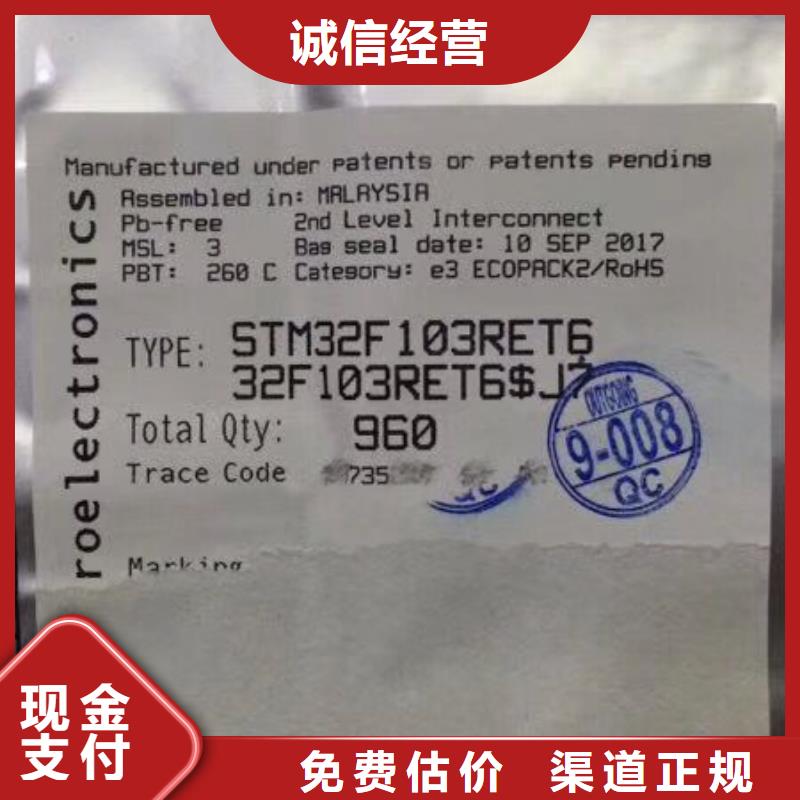 诚信经营
Manufactured under patents or patents pending
Assembled in: MALAYSIA
Pb-free 2nd Level Interconnect
MSL: 3 Bag seal date: 10 SEP 2017
PBT: 260 C Category: e3 ECOPACK2/RoHS
roelectronics
TYPE: STM32F103RET6
32F103RET6$J7
Total Qty: 960
Trace Code 735
OUTGOING
9-008
QC
QC
Marking
现金
支付
免费估价 渠道正规